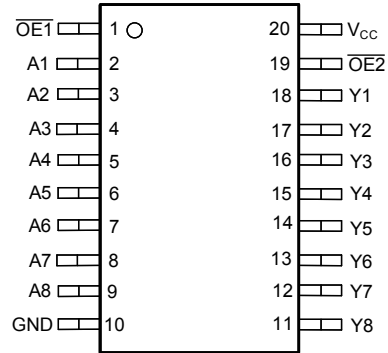 O̅E̅1̅ 1 20 VCC
A1 2 19 O̅E̅2̅
A2 3 18 Y1
A3 4 17 Y2
A4 5 16 Y3
A5 6 15 Y4
A6 7 14 Y5
A7 8 13 Y6
A8 9 12 Y7
GND 10 11 Y8